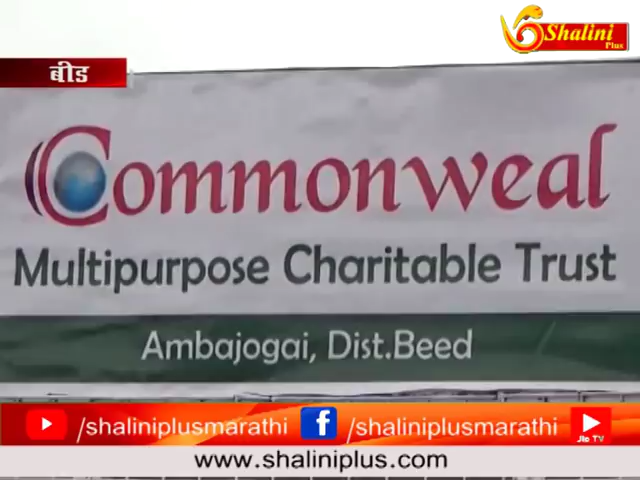 Shalini
Plus
बीड
Commonweal
Multipurpose Charitable Trust
Ambajogai, Dist.Beed
/shaliniplusmarathi
/shaliniplusmarathi
Jio TV
www.shaliniplus.com